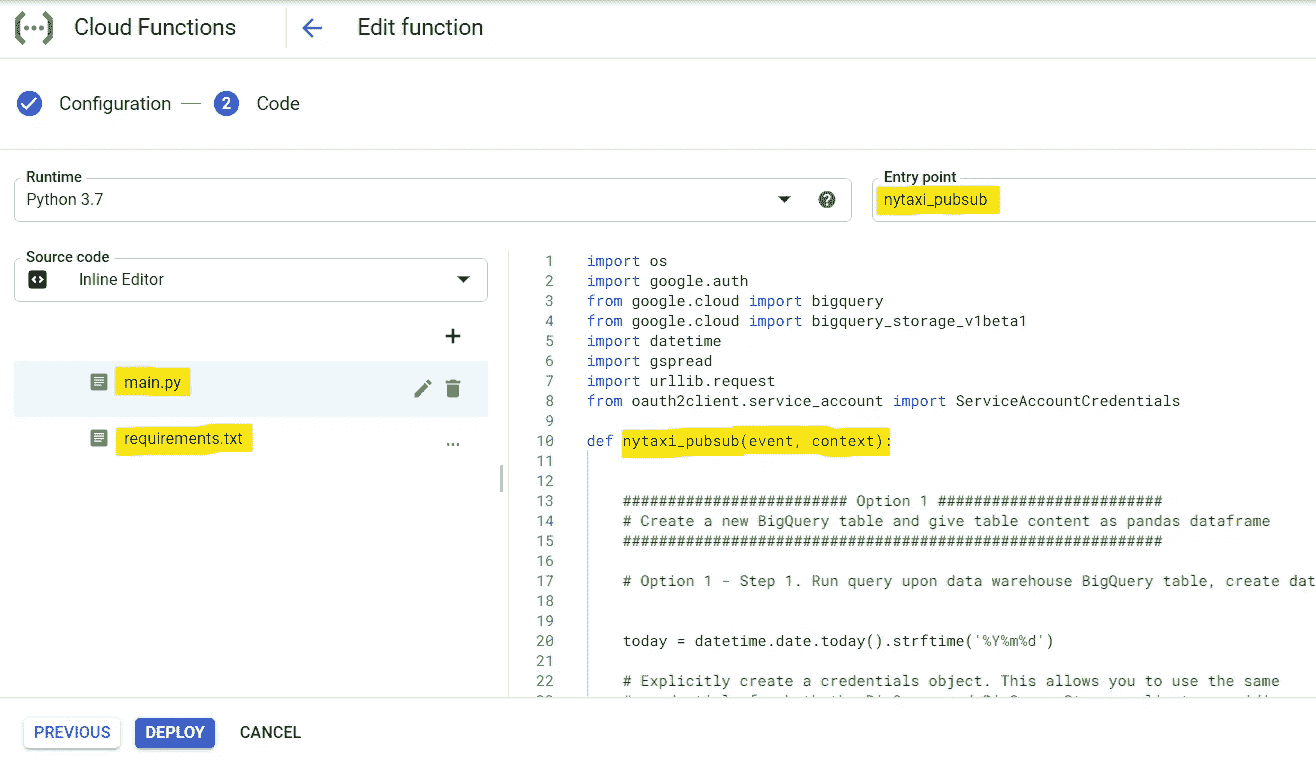 Cloud Functions
Edit function
Configuration
2
Code
Runtime
Python 3.7
Entry point
nytaxi_pubsub
Source code
Inline Editor
main.py
requirements.txt
1 import os
2 import google.auth
3 from google.cloud import bigquery
4 from google.cloud import bigquery_storage_v1beta1
5 import datetime
6 import gspread
7 import urllib.request
8 from oauth2client.service_account import ServiceAccountCredentials
9
10 def nytaxi_pubsub(event, context):
11
12
13 ######################### Option 1 #########################
14 # Create a new BigQuery table and give table content as pandas dataframe
15 ############################################################
16
17 # Option 1 - Step 1. Run query upon data warehouse BigQuery table, create dat
18
19
20 today = datetime.date.today().strftime('%Y%m%d')
21
22 # Explicitly create a credentials object. This allows you to use the same
PREVIOUS
DEPLOY
CANCEL